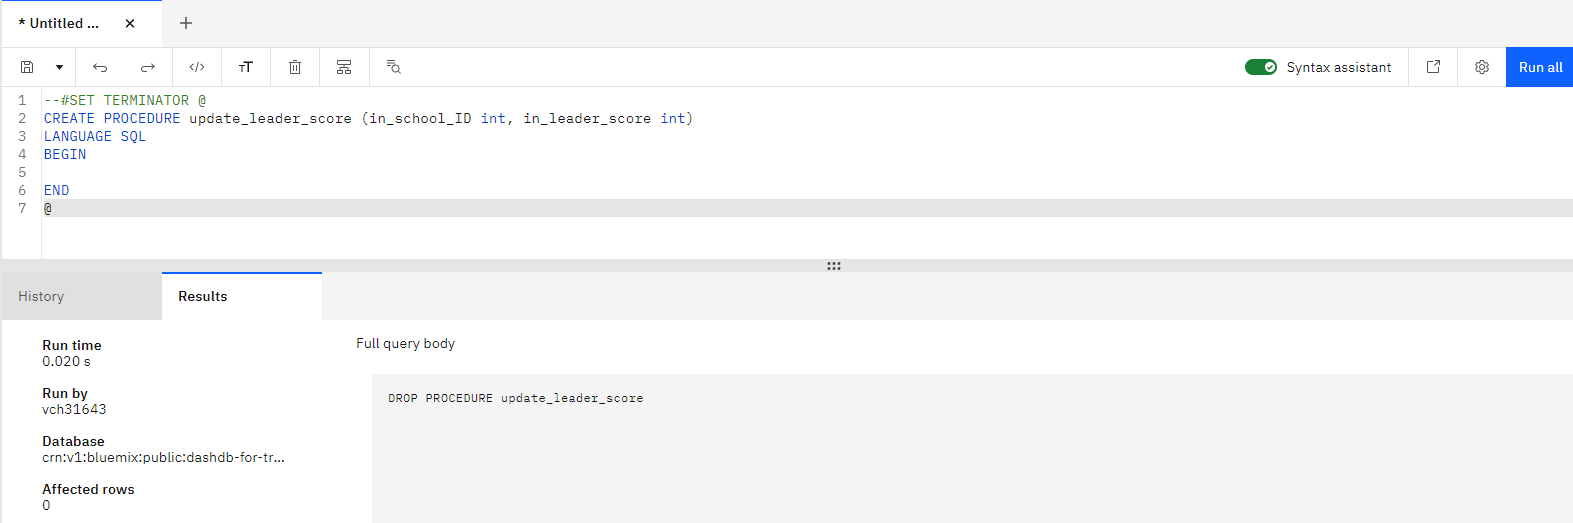 * Untitled ...
Syntax assistant
Run all
1 --#SET TERMINATOR @
2 CREATE PROCEDURE update_leader_score (in_school_ID int, in_leader_score int)
3 LANGUAGE SQL
4 BEGIN
5
6 END
7 @
History
Results
Run time
0.020 s
Run by
vch31643
Database
crn:v1:bluemix:public:dashdb-for-tr...
Affected rows
0
Full query body
DROP PROCEDURE update_leader_score